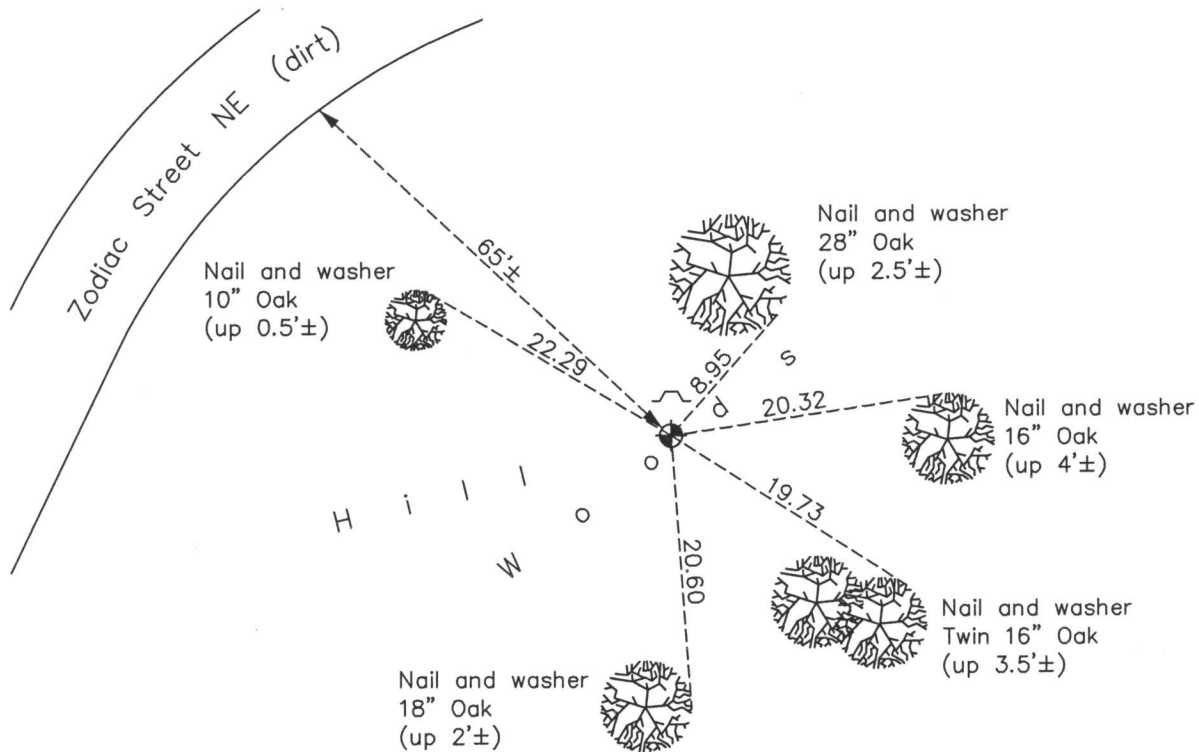 Zodiac Street NE (dirt)
65'±
Nail and washer
28" Oak
(up 2.5'±)
Nail and washer
10" Oak
(up 0.5'±)
22.29
8.95
20.32
Nail and washer
16" Oak
(up 4'±)
Hill
Woods
19.73
20.60
Nail and washer
Twin 16" Oak
(up 3.5'±)
Nail and washer
18" Oak
(up 2'±)